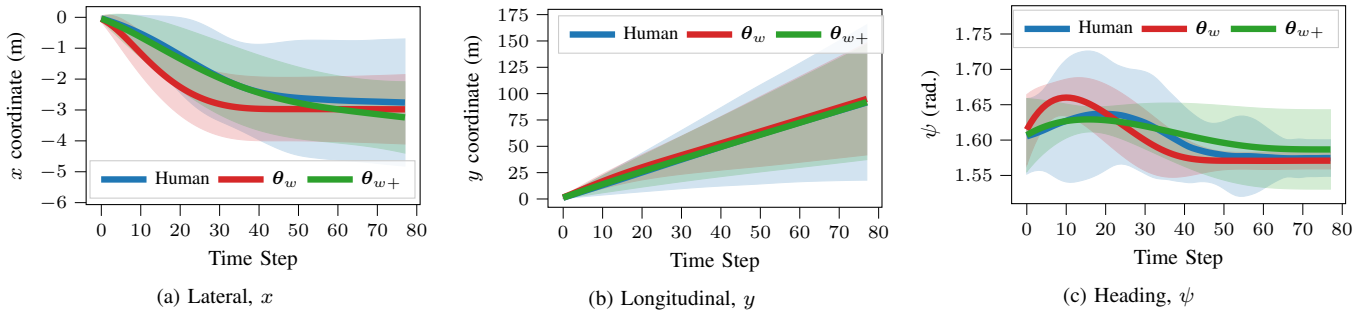 0
−1
−2
−3
−4
−5
−6
x coordinate (m)
Human θw θw+
0 10 20 30 40 50 60 70 80
Time Step
(a) Lateral, x
175
150
125
100
75
50
25
0
y coordinate (m)
Human θw θw+
0 10 20 30 40 50 60 70 80
Time Step
(b) Longitudinal, y
1.75
1.65
1.60
1.55
ψ (rad.)
Human θw θw+
0 10 20 30 40 50 60 70 80
Time Step
(c) Heading, ψ